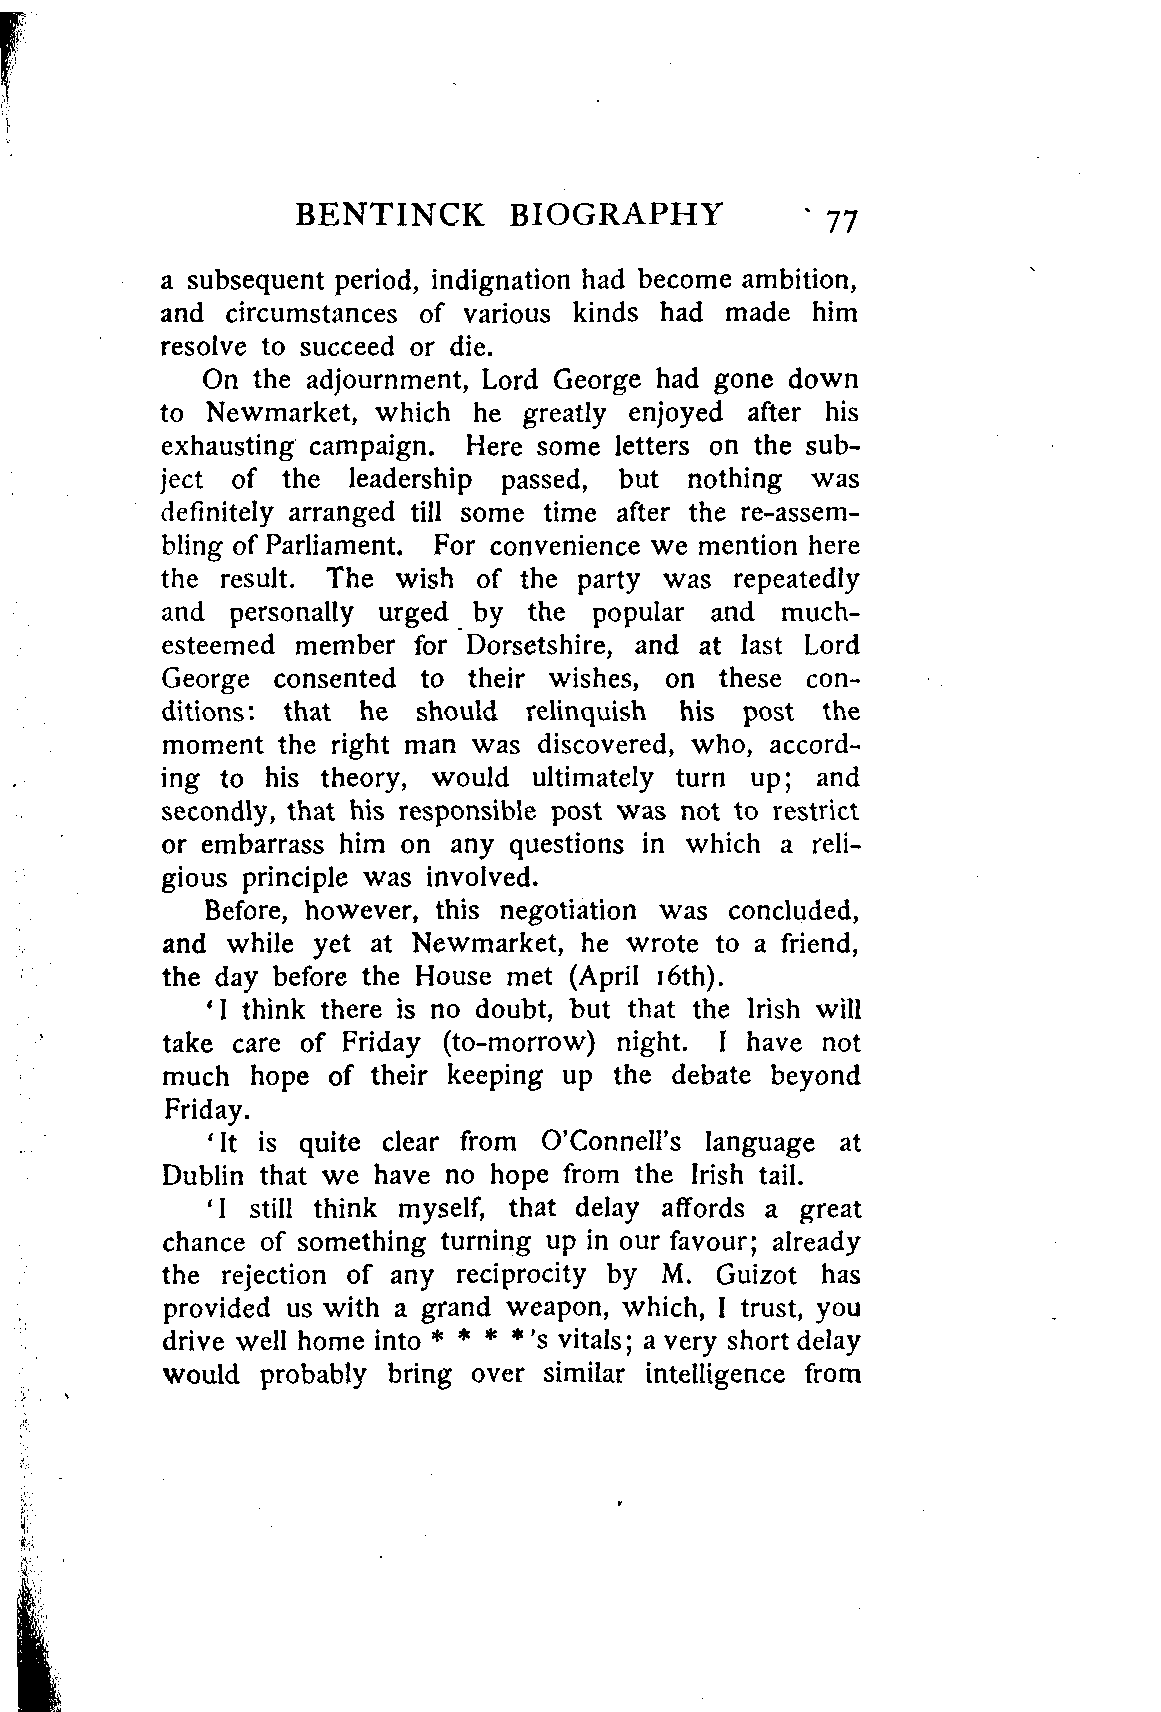 BENTINCK BIOGRAPHY 77
a subsequent period, indignation had become ambition,
and circumstances of various kinds had made him
resolve to succeed or die.
On the adjournment, Lord George had gone down
to Newmarket, which he greatly enjoyed after his
exhausting campaign. Here some letters on the sub-
ject of the leadership passed, but nothing was
definitely arranged till some time after the re-assem-
bling of Parliament. For convenience we mention here
the result. The wish of the party was repeatedly
and personally urged by the popular and much-
esteemed member for Dorsetshire, and at last Lord
George consented to their wishes, on these con-
ditions: that he should relinquish his post the
moment the right man was discovered, who, accord-
ing to his theory, would ultimately turn up; and
secondly, that his responsible post was not to restrict
or embarrass him on any questions in which a reli-
gious principle was involved.
Before, however, this negotiation was concluded,
and while yet at Newmarket, he wrote to a friend,
the day before the House met (April 16th).
‘I think there is no doubt, but that the Irish will
take care of Friday (to-morrow) night. I have not
much hope of their keeping up the debate beyond
Friday.
‘It is quite clear from O’Connell’s language at
Dublin that we have no hope from the Irish tail.
‘I still think myself, that delay affords a great
chance of something turning up in our favour; already
the rejection of any reciprocity by M. Guizot has
provided us with a grand weapon, which, I trust, you
drive well home into * * * *’s vitals; a very short delay
would probably bring over similar intelligence from